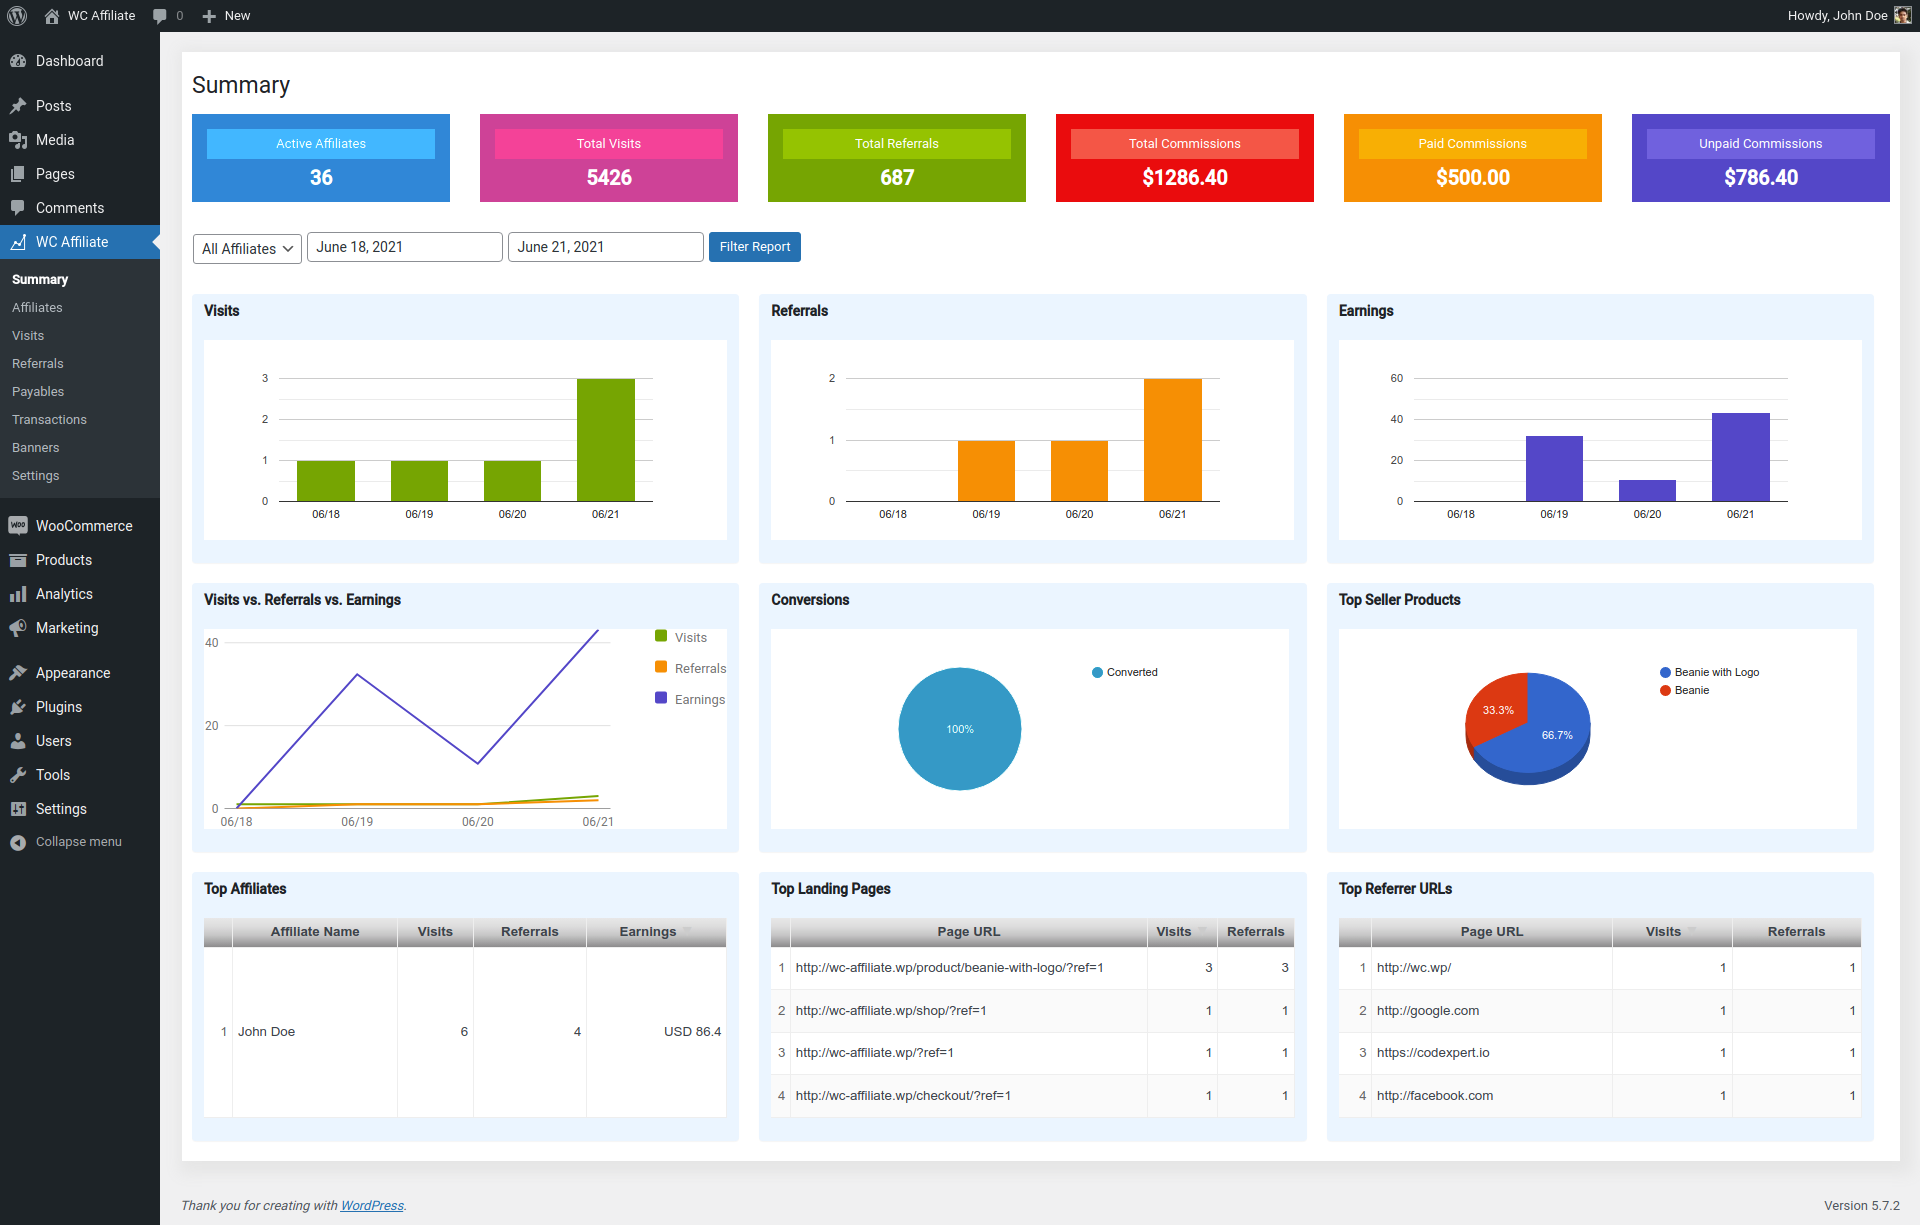 WC Affiliate 0 New Howdy, John Doe
Dashboard
Posts
Media
Pages
Comments
WC Affiliate
Summary
Affiliates
Visits
Referrals
Payables
Transactions
Banners
Settings
WooCommerce
Products
Analytics
Marketing
Appearance
Plugins
Users
Tools
Settings
Collapse menu
Summary
Active Affiliates
36
Total Visits
5426
Total Referrals
687
Total Commissions
$1286.40
Paid Commissions
$500.00
Unpaid Commissions
$786.40
All Affiliates June 18, 2021 June 21, 2021 Filter Report
Visits
3
2
1
0
06/18 06/19 06/20 06/21
Referrals
2
1
0
06/18 06/19 06/20 06/21
Earnings
60
40
20
0
06/18 06/19 06/20 06/21
Visits vs. Referrals vs. Earnings
40
20
0
06/18 06/19 06/20 06/21
Visits
Referrals
Earnings
Conversions
100%
Converted
Top Seller Products
33.3%
66.7%
Beanie with Logo
Beanie
Top Affiliates
Affiliate Name Visits Referrals Earnings
1 John Doe 6 4 USD 86.4
Top Landing Pages
Page URL Visits Referrals
1 http://wc-affiliate.wp/product/beanie-with-logo/?ref=1 3 3
2 http://wc-affiliate.wp/shop/?ref=1 1 1
3 http://wc-affiliate.wp/?ref=1 1 1
4 http://wc-affiliate.wp/checkout/?ref=1 1 1
Top Referrer URLs
Page URL Visits Referrals
1 http://wc.wp/ 1 1
2 http://google.com 1 1
3 https://codexpert.io 1 1
4 http://facebook.com 1 1
Thank you for creating with WordPress. Version 5.7.2